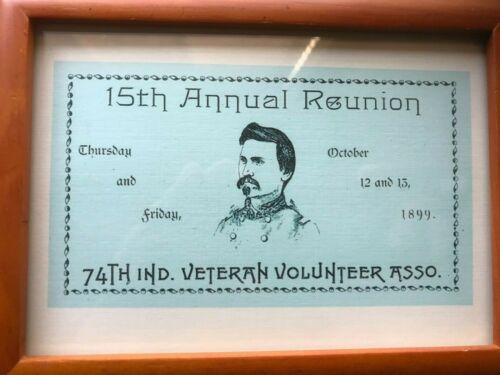 15th Annual Reunion
Thursday October
and 12 and 13,
Friday, 1899.
74TH IND. VETERAN VOLUNTEER ASSO.